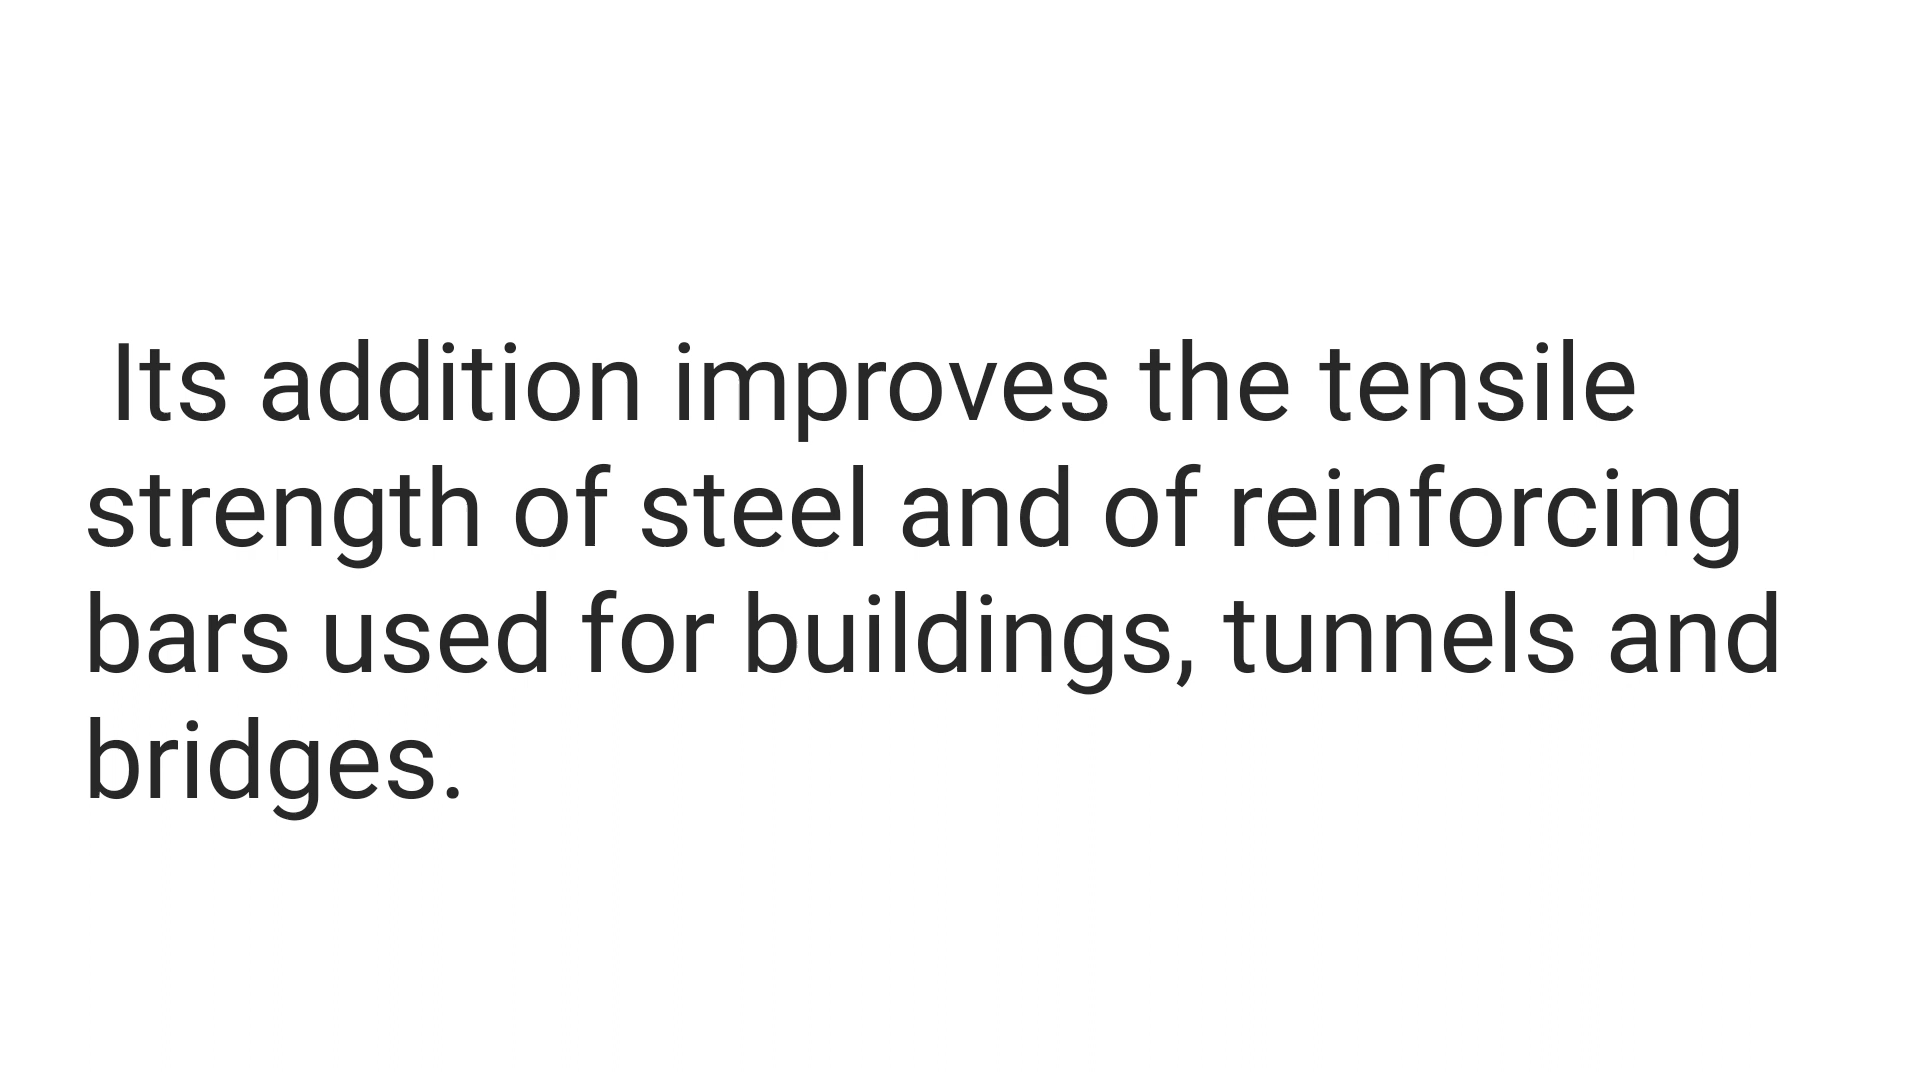 Its addition improves the tensile
strength of steel and of reinforcing
bars used for buildings, tunnels and
bridges.